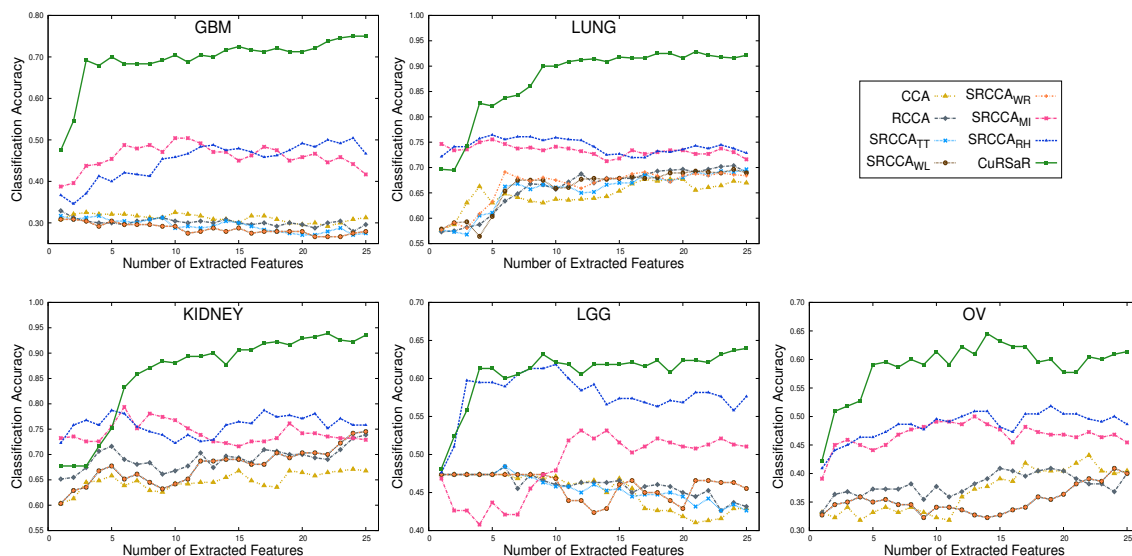 GBM
Classification Accuracy
0.80
0.70
0.60
0.50
0.40
0.30
0 5 10 15 20 25
Number of Extracted Features
LUNG
Classification Accuracy
1.00
0.95
0.90
0.85
0.80
0.75
0.70
0.65
0.60
0.55
0 5 10 15 20 25
Number of Extracted Features
CCA SRCCA_WR
RCCA SRCCA_MI
SRCCA_TT SRCCA_RH
SRCCA_WL CuRSaR
KIDNEY
Classification Accuracy
1.00
0.95
0.90
0.85
0.80
0.75
0.70
0.65
0.60
0.55
0.50
0 5 10 15 20 25
Number of Extracted Features
LGG
Classification Accuracy
0.70
0.65
0.60
0.55
0.50
0.45
0.40
0 5 10 15 20 25
Number of Extracted Features
OV
Classification Accuracy
0.70
0.65
0.60
0.55
0.50
0.45
0.40
0.35
0.30
0 5 10 15 20 25
Number of Extracted Features